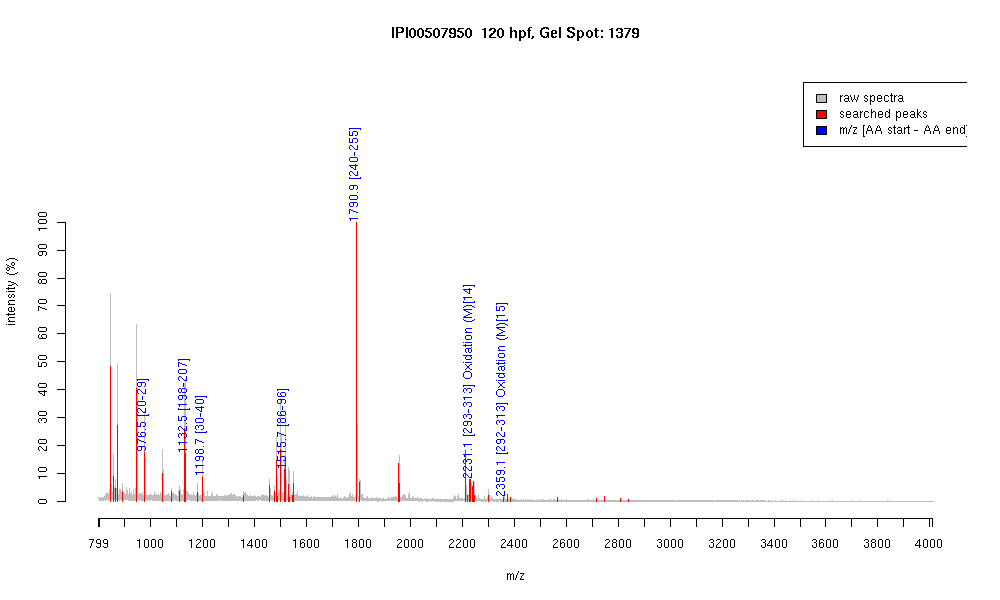 IPI00507950 120 hpf, Gel Spot: 1379
raw spectra
searched peaks
m/z [AA start - AA end]
intensity (%)
100
90
80
70
60
50
40
30
20
10
0
976.5 [20-29]
1132.5 [198-207]
1198.7 [30-40]
1515.7 [86-96]
1790.9 [240-255]
2231.1 [293-313] Oxidation (M)[14]
2359.1 [292-313] Oxidation (M)[15]
799 1000 1200 1400 1600 1800 2000 2200 2400 2600 2800 3000 3200 3400 3600 3800 4000
m/z